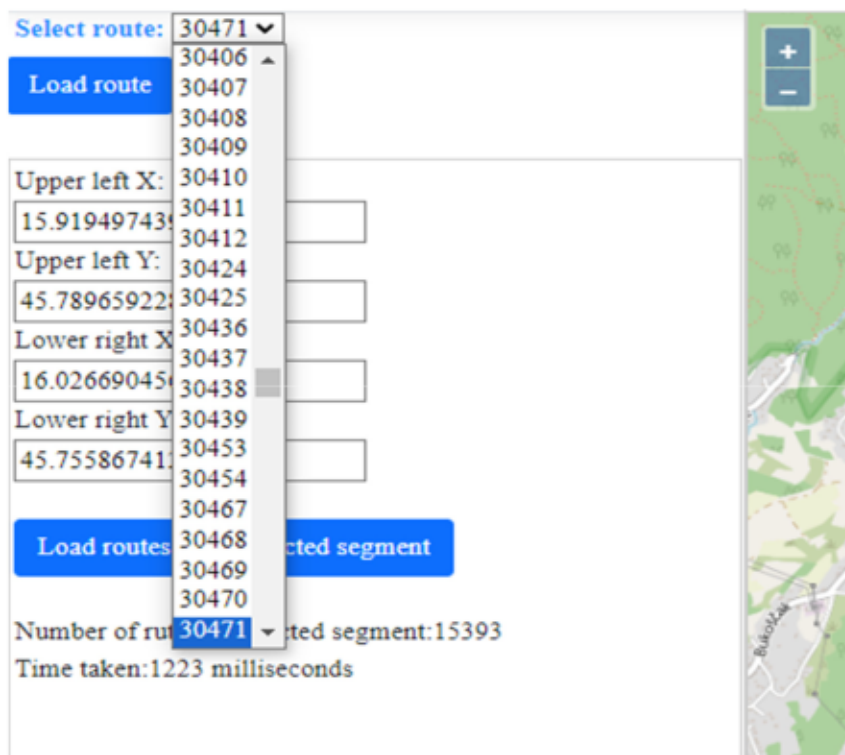 Select route: 30471
Load route
30406
30407
30408
30409
30410
30411
30412
30424
30425
30436
30437
30438
30439
30453
30454
30467
30468
30469
30470
30471
Upper left X:
15.91949743
Upper left Y:
45.78965922
Lower right X
16.02669045
Lower right Y
45.75586741
Load routes cted segment
Number of rut cted segment:15393
Time taken:1223 milliseconds
+
−